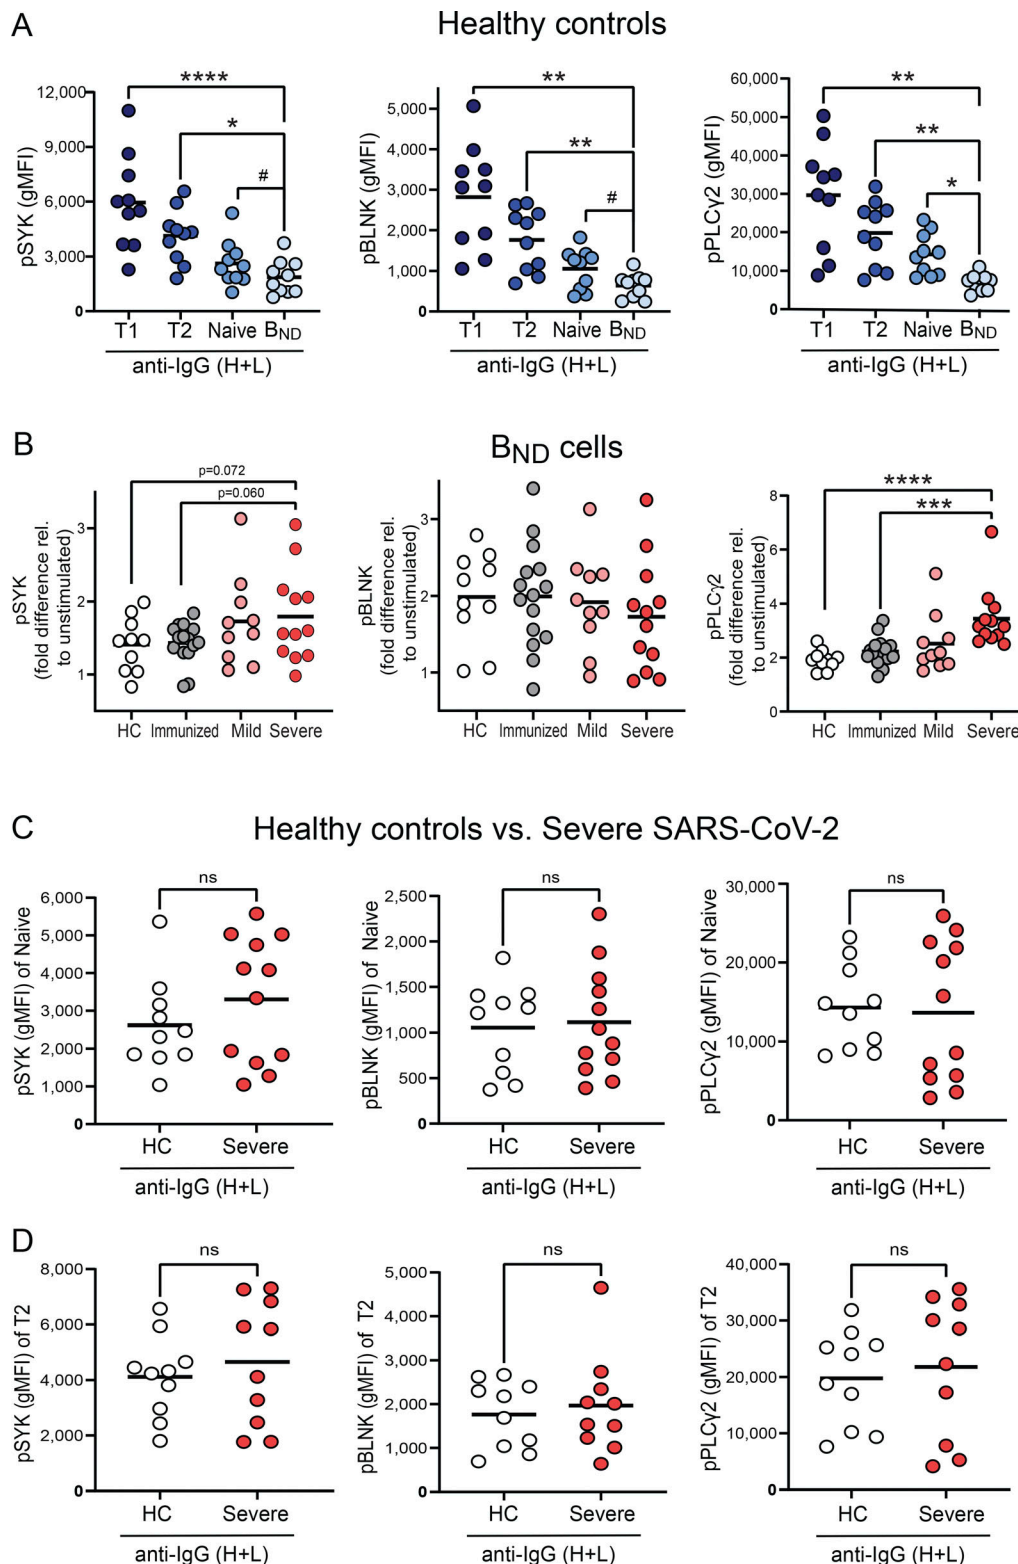 A
Healthy controls
pSYK (gMFI)
12,000
9,000
6,000
3,000
0
****
*
#
T1 T2 Naive BND
anti-IgG (H+L)
pBLNK (gMFI)
5,000
4,000
3,000
2,000
1,000
0
**
**
#
T1 T2 Naive BND
anti-IgG (H+L)
pPLCγ2 (gMFI)
60,000
50,000
40,000
30,000
20,000
10,000
0
**
**
*
T1 T2 Naive BND
anti-IgG (H+L)
B
BND cells
pSYK
(fold difference rel.
to unstimulated)
3
2
1
p=0.072
p=0.060
HC Immunized Mild Severe
pBLNK
(fold difference rel.
to unstimulated)
3
2
1
HC Immunized Mild Severe
pPLCγ2
(fold difference rel.
to unstimulated)
8
6
4
2
0
****
***
HC Immunized Mild Severe
C
Healthy controls vs. Severe SARS-CoV-2
pSYK (gMFI) of Naive
6,000
5,000
4,000
3,000
2,000
1,000
0
ns
HC Severe
anti-IgG (H+L)
pBLNK (gMFI) of Naive
2,500
2,000
1,500
1,000
500
0
ns
HC Severe
anti-IgG (H+L)
pPLCγ2 (gMFI) of Naive
30,000
20,000
10,000
0
ns
HC Severe
anti-IgG (H+L)
D
pSYK (gMFI) of T2
8,000
6,000
4,000
2,000
0
ns
HC Severe
anti-IgG (H+L)
pBLNK (gMFI) of T2
5,000
4,000
3,000
2,000
1,000
0
ns
HC Severe
anti-IgG (H+L)
pPLCγ2 (gMFI) of T2
40,000
30,000
20,000
10,000
0
ns
HC Severe
anti-IgG (H+L)